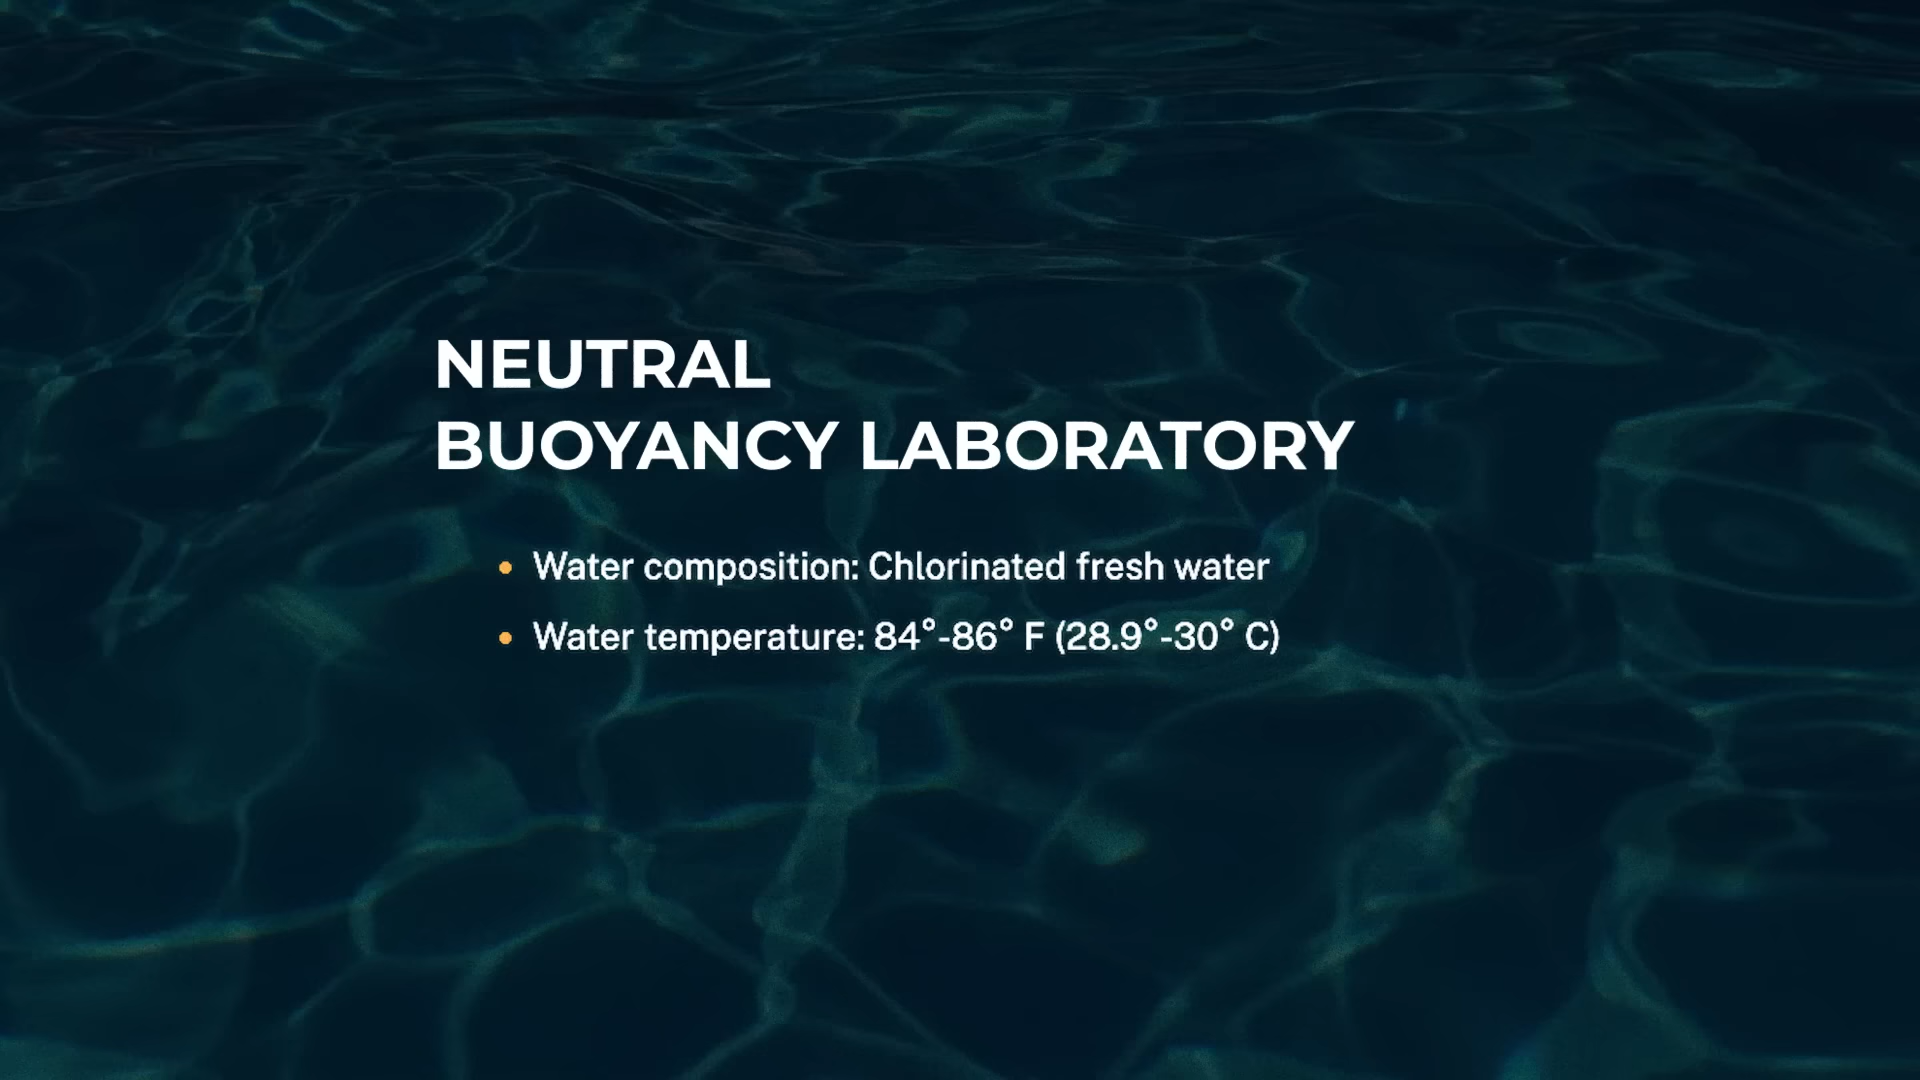 NEUTRAL
BUOYANCY LABORATORY
• Water composition: Chlorinated fresh water
• Water temperature: 84°-86° F (28.9°-30° C)